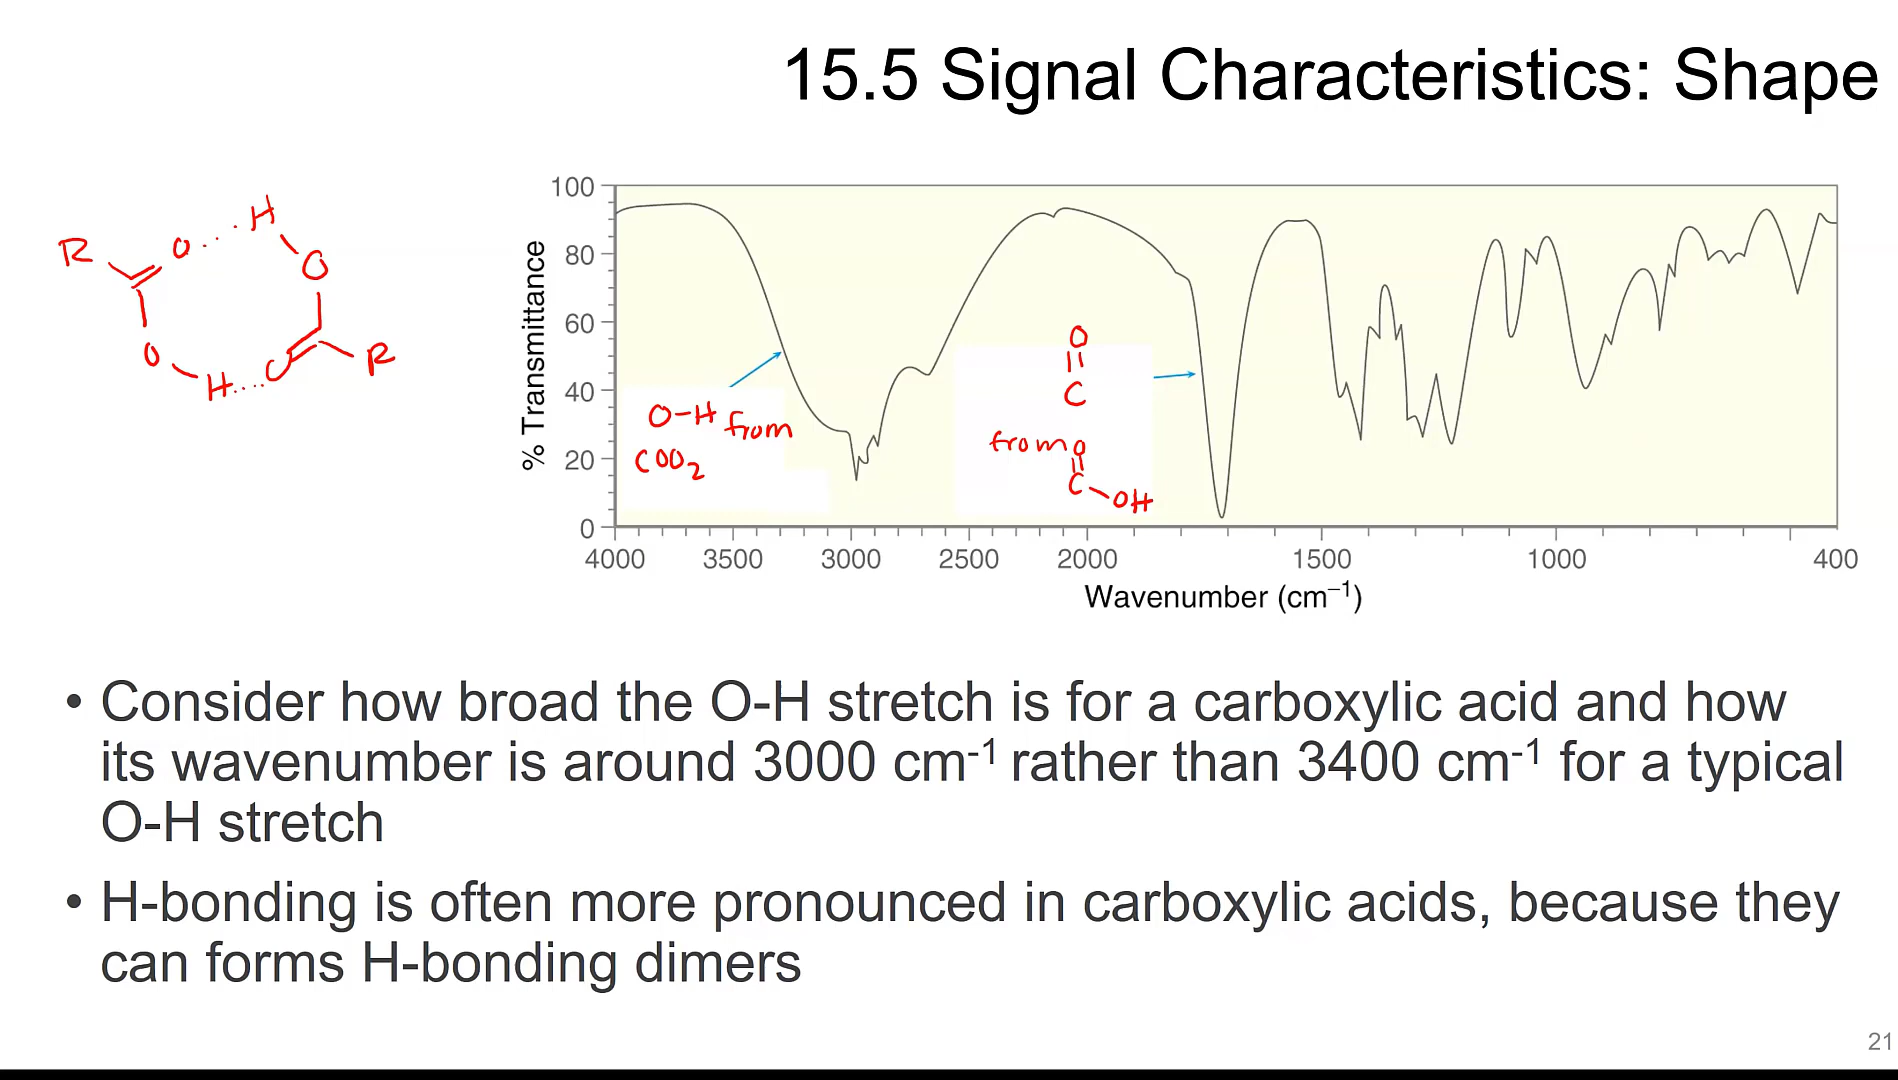 15.5 Signal Characteristics: Shape
R
O
H
O
O
H
O
R
100
80
60
40
20
0
% Transmittance
O-H from
COO2
O
||
C
from O
||
C-OH
4000 3500 3000 2500 2000 1500 1000 400
Wavenumber (cm⁻¹)
• Consider how broad the O-H stretch is for a carboxylic acid and how
its wavenumber is around 3000 cm-1 rather than 3400 cm-1 for a typical
O-H stretch
• H-bonding is often more pronounced in carboxylic acids, because they
can forms H-bonding dimers
21